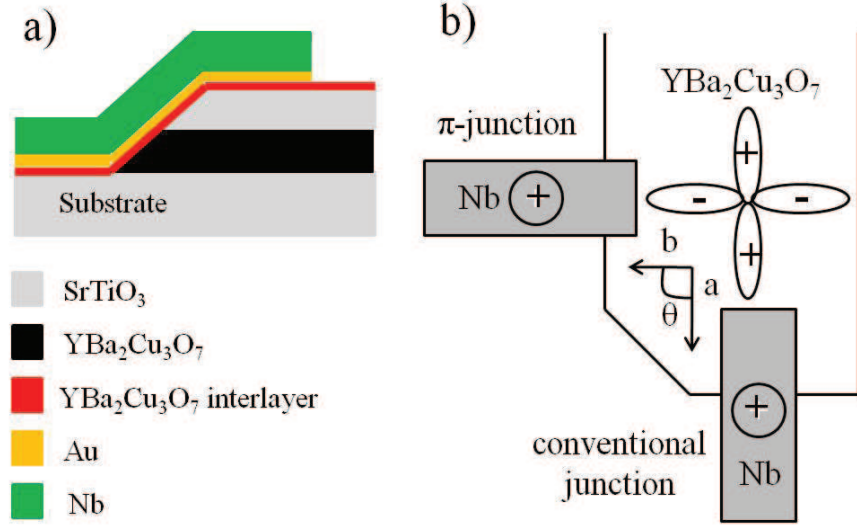 a)
Substrate
SrTiO₃
YBa₂Cu₃O₇
YBa₂Cu₃O₇ interlayer
Au
Nb
b)
YBa₂Cu₃O₇
π-junction
Nb +
+
- -
+
b
a
θ
+
conventional
junction
Nb